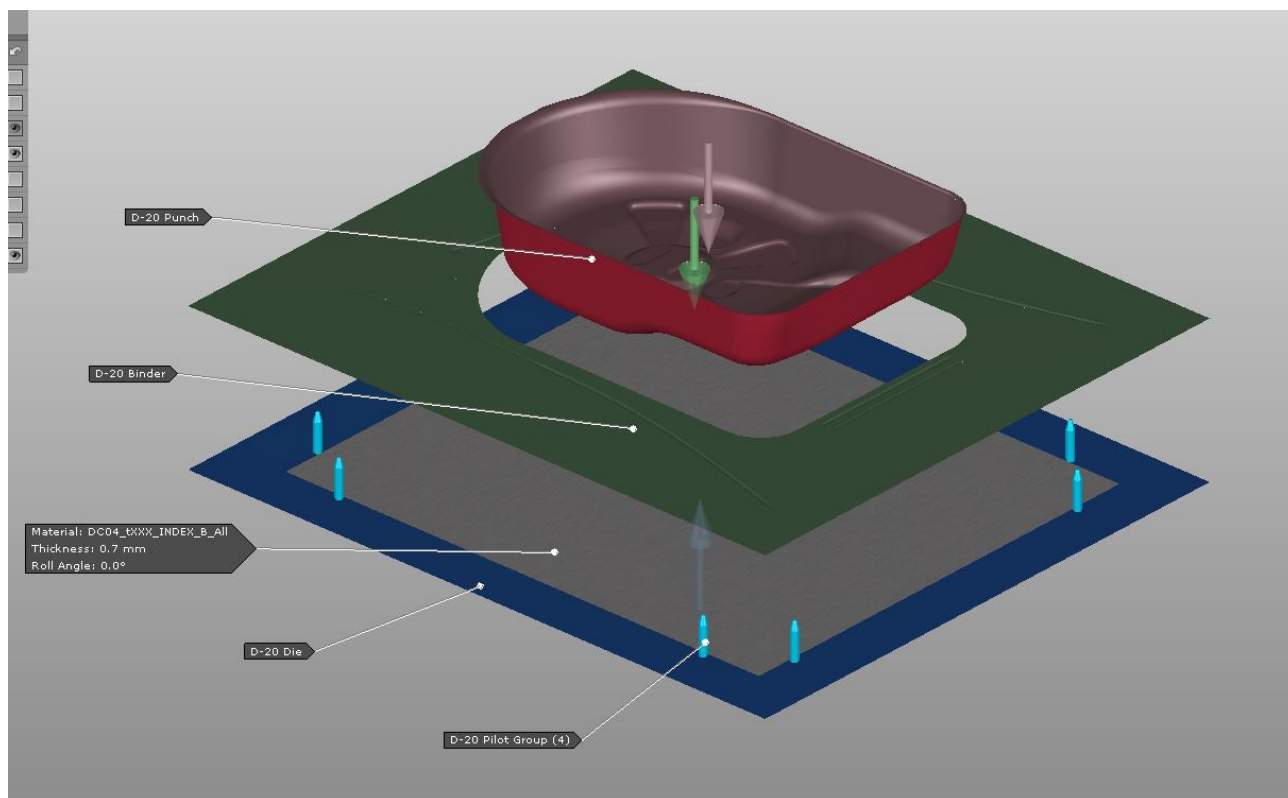 D-20 Punch
D-20 Binder
Material: DC04_tXXX_INDEX_B_All
Thickness: 0.7 mm
Roll Angle: 0.0°
D-20 Die
D-20 Pilot Group (4)